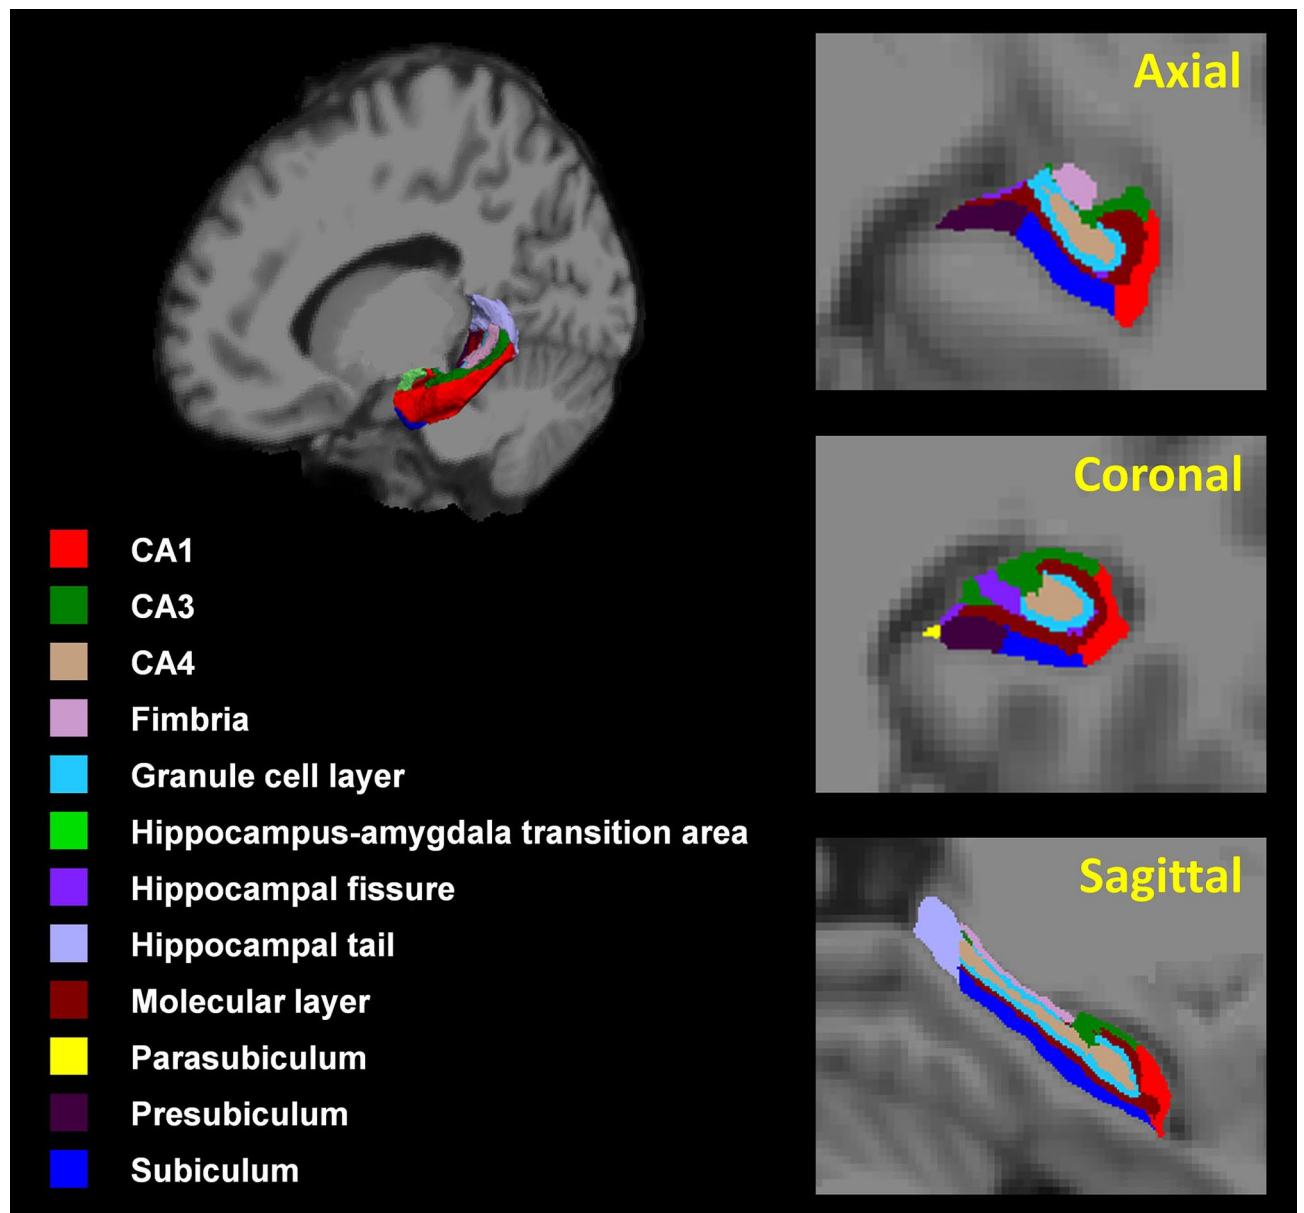 Axial
Coronal
Sagittal
CA1
CA3
CA4
Fimbria
Granule cell layer
Hippocampus-amygdala transition area
Hippocampal fissure
Hippocampal tail
Molecular layer
Parasubiculum
Presubiculum
Subiculum